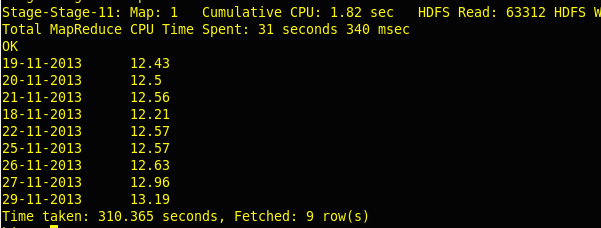 Stage-Stage-11: Map: 1   Cumulative CPU: 1.82 sec   HDFS Read: 63312 HDFS W
Total MapReduce CPU Time Spent: 31 seconds 340 msec
OK
19-11-2013      12.43
20-11-2013      12.5
21-11-2013      12.56
18-11-2013      12.21
22-11-2013      12.57
25-11-2013      12.57
26-11-2013      12.63
27-11-2013      12.96
29-11-2013      13.19
Time taken: 310.365 seconds, Fetched: 9 row(s)